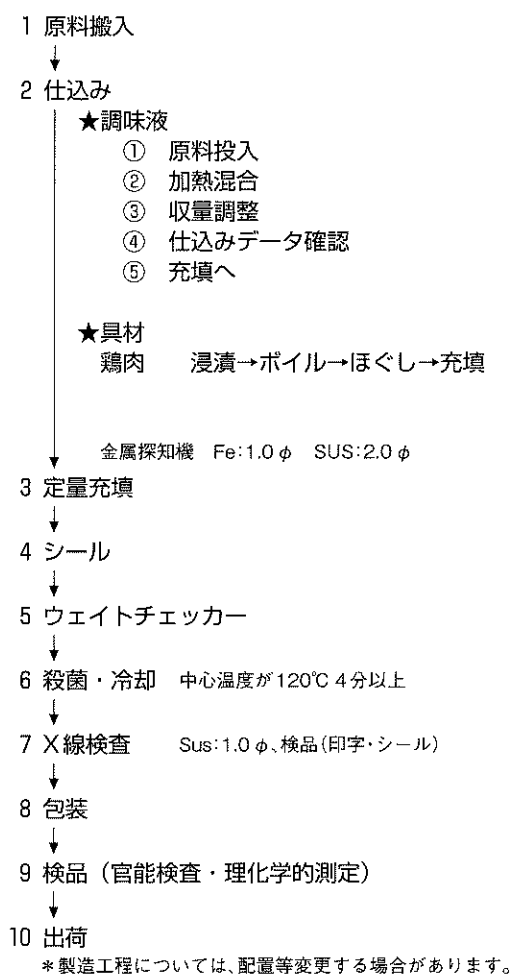 1 原料搬入
2 仕込み
★調味液
① 原料投入
② 加熱混合
③ 収量調整
④ 仕込みデータ確認
⑤ 充填へ
★具材
鶏肉 浸漬→ボイル→ほぐし→充填
金属探知機 Fe:1.0φ SUS:2.0φ
3 定量充填
4 シール
5 ウェイトチェッカー
6 殺菌・冷却 中心温度が120℃ 4分以上
7 X線検査 Sus:1.0φ、検品(印字・シール)
8 包装
9 検品（官能検査・理化学的測定）
10 出荷
＊製造工程については、配置等変更する場合があります。